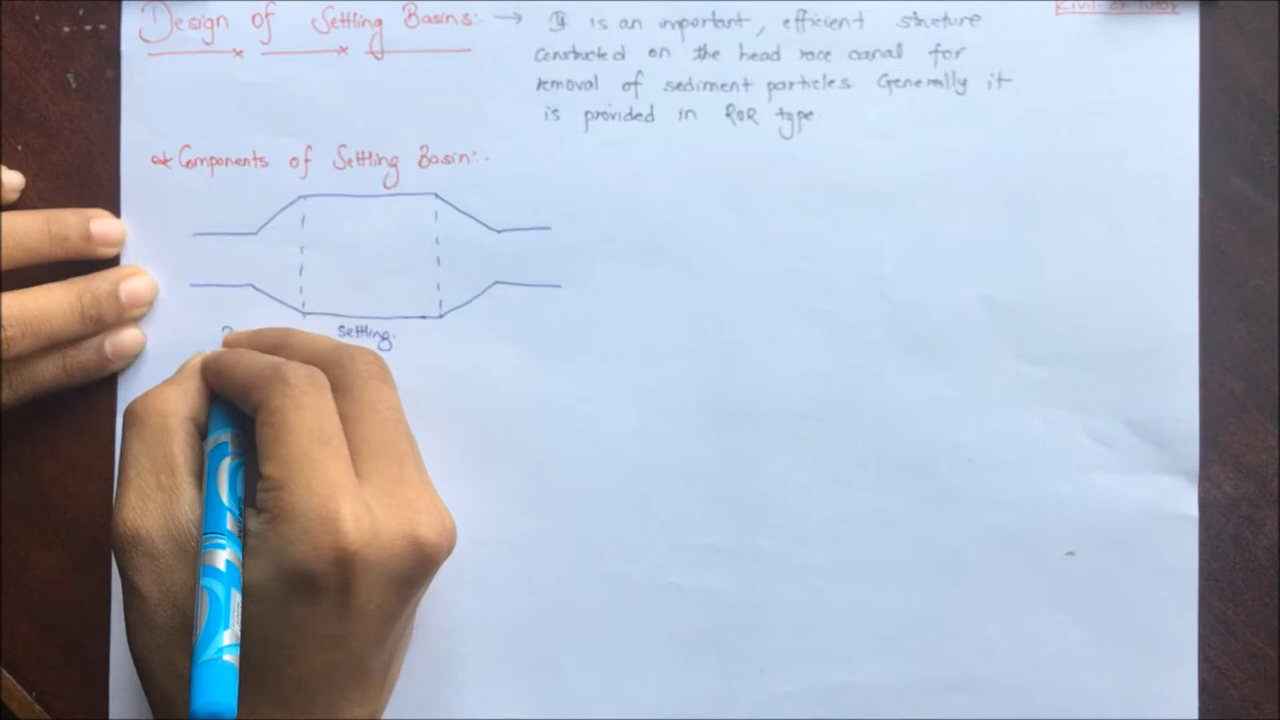 Design of Settling Basins: → It is an important, efficient structure
constructed on the head race canal for
removal of sediment particles. Generally it
is provided in ROR type.
* Components of Settling Basin:-
Settling.